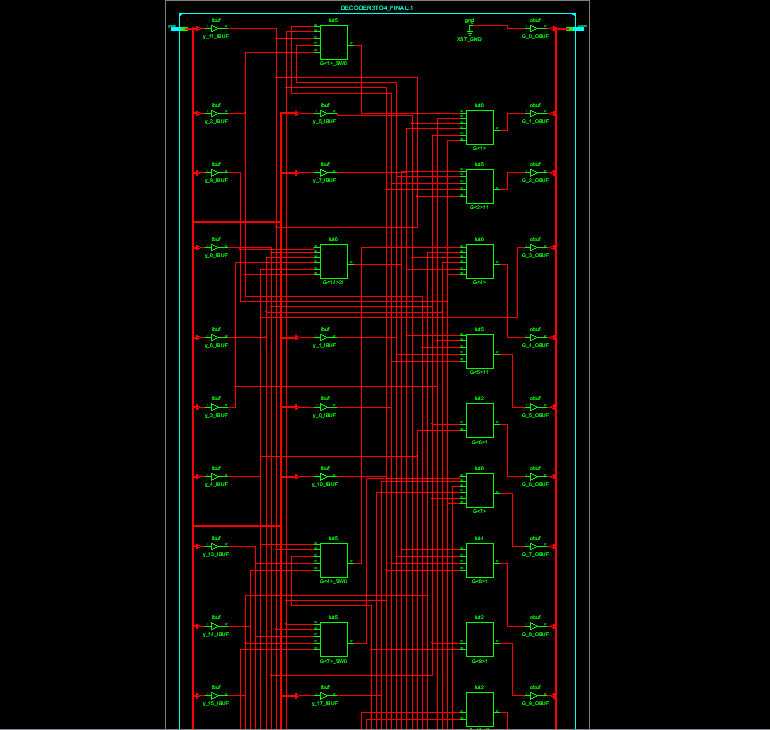 DECODER3TO4_FINAL:1
ibuf
lut5
gnd
obuf
y_11_IBUF
XST_GND
G_0_OBUF
G<1>_SW0
ibuf
ibuf
lut6
obuf
y_2_IBUF
y_5_IBUF
G_1_OBUF
G<1>
ibuf
ibuf
lut5
obuf
y_7_IBUF
G_2_OBUF
G<2>11
ibuf
lut6
lut6
obuf
G_3_OBUF
G<14>21
G<4>
ibuf
ibuf
lut5
obuf
y_1_IBUF
G_4_OBUF
G<5>11
ibuf
ibuf
lut2
obuf
y_3_IBUF
y_0_IBUF
G_5_OBUF
G<6>1
ibuf
ibuf
lut6
obuf
y_4_IBUF
y_16_IBUF
G_6_OBUF
G<7>
ibuf
lut5
lut4
obuf
y_13_IBUF
G_7_OBUF
G<4>_SW0
G<8>1
ibuf
lut5
lut2
obuf
y_14_IBUF
G_8_OBUF
G<7>_SW0
G<9>1
ibuf
ibuf
lut2
obuf
y_15_IBUF
y_17_IBUF
G_9_OBUF